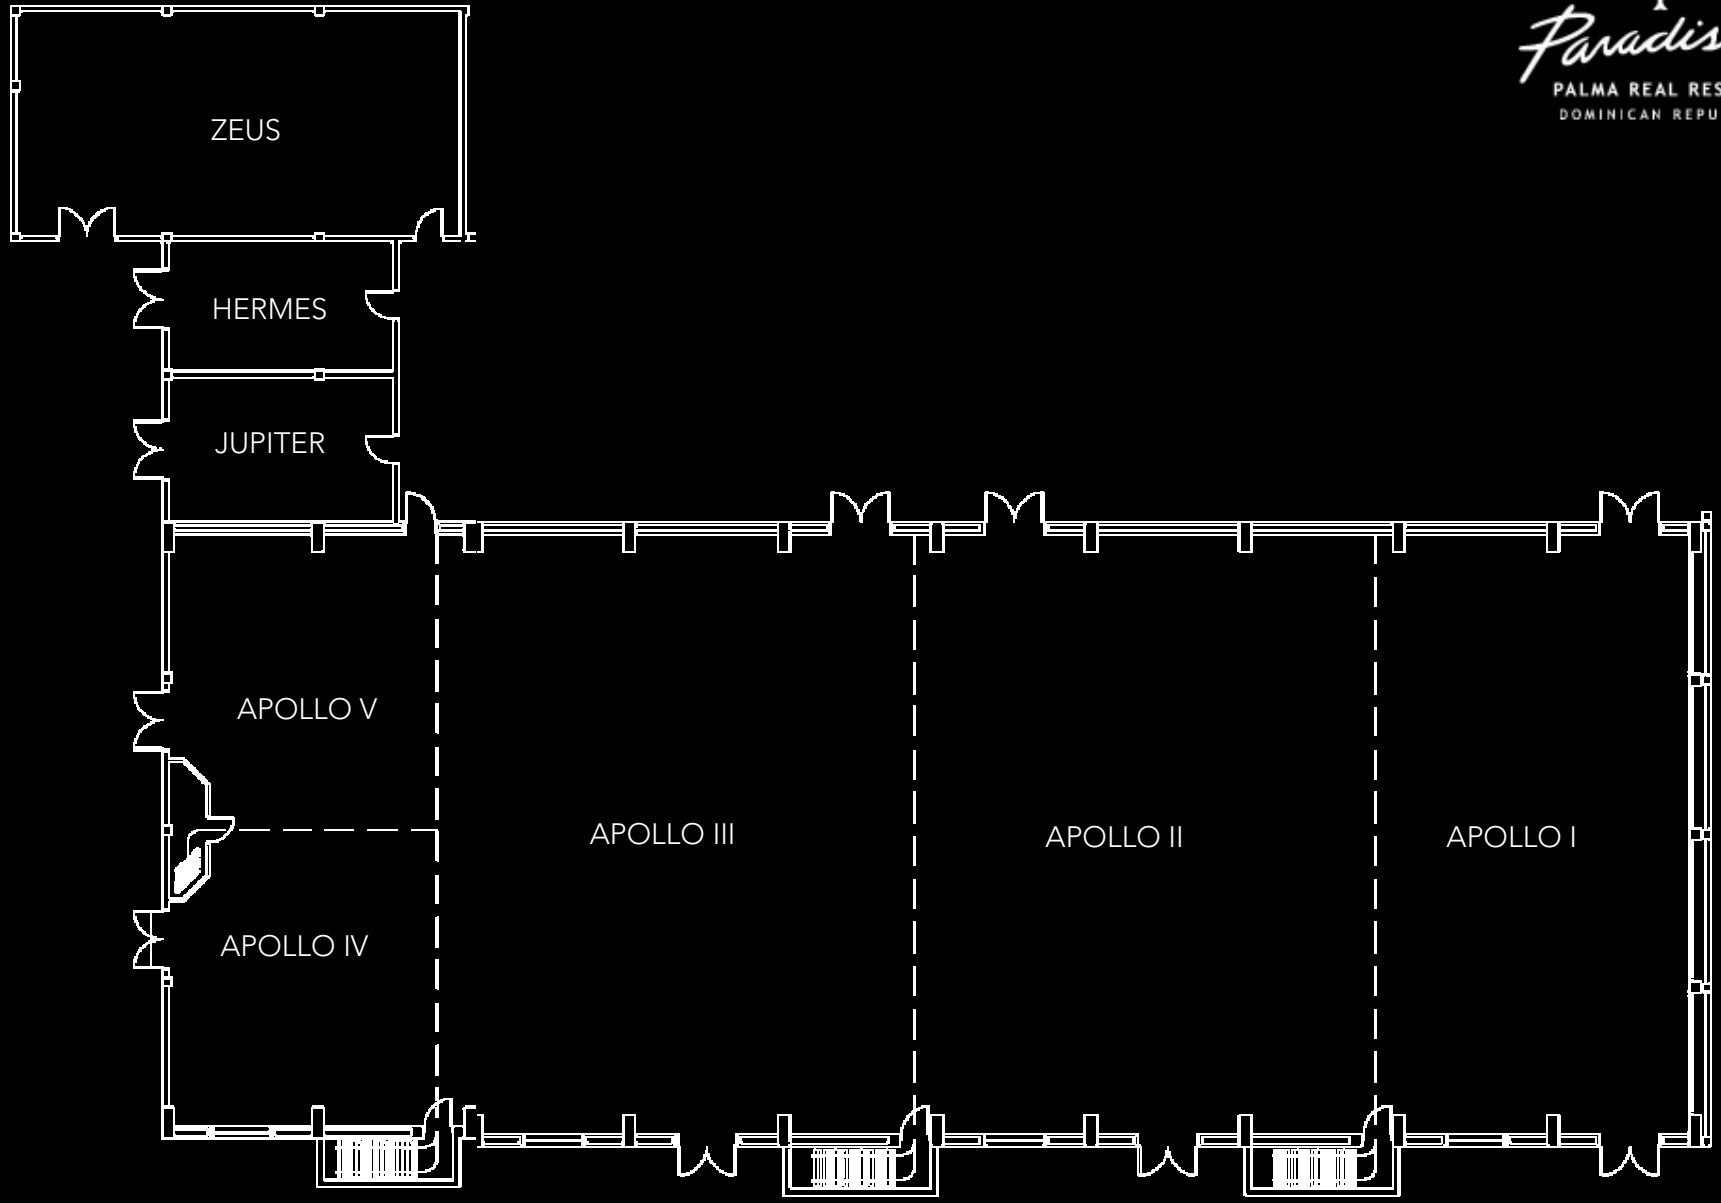 Paradis
PALMA REAL RES
DOMINICAN REPU
ZEUS
HERMES
JUPITER
APOLLO V
APOLLO III
APOLLO II
APOLLO I
APOLLO IV